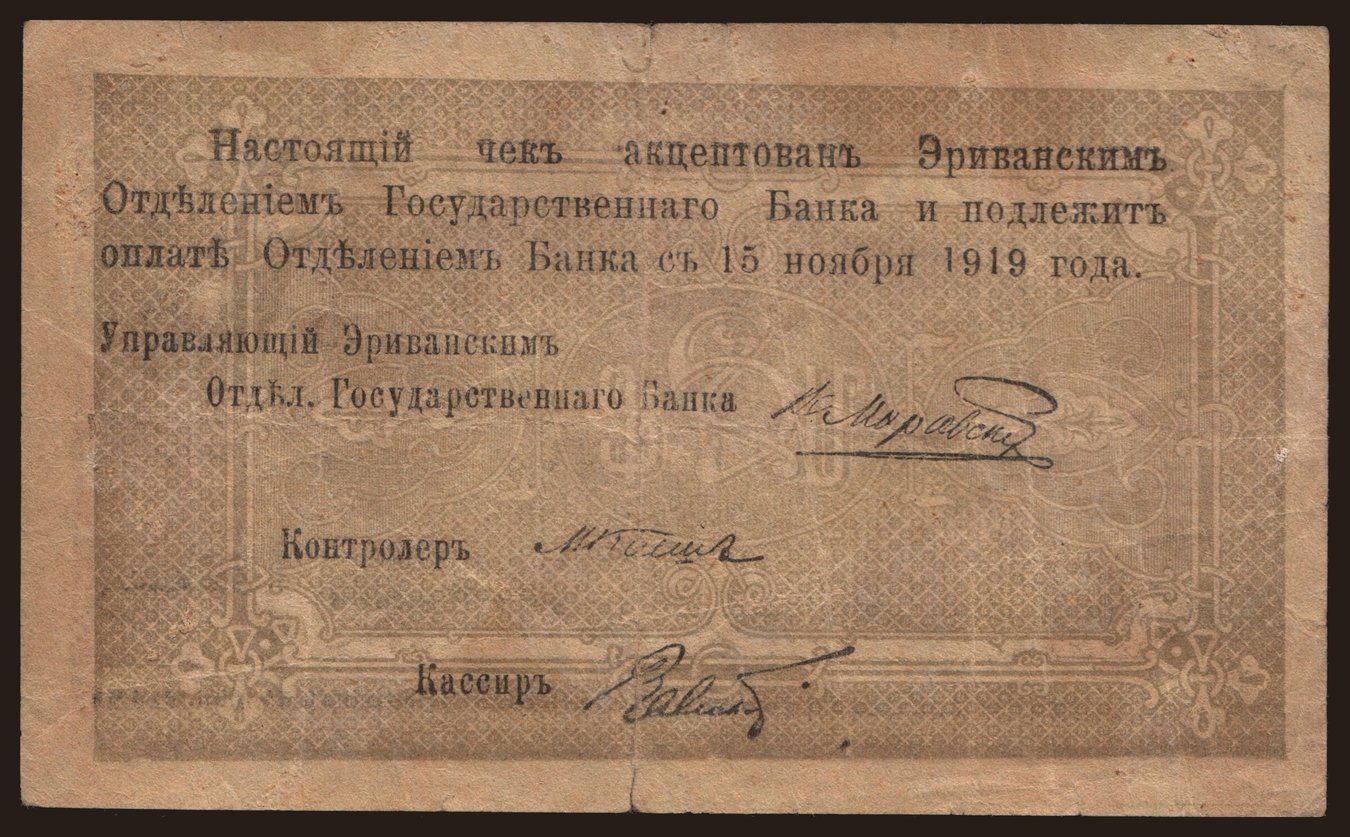 Настоящій чекъ акцептованъ Эриванскимъ
Отдѣленіемъ Государственнаго Банка и подлежитъ
оплатѣ Отдѣленіемъ Банка съ 15 ноября 1919 года.
Управляющій Эриванскимъ
Отдѣл. Государственнаго Банка
Контролеръ
Кассиръ